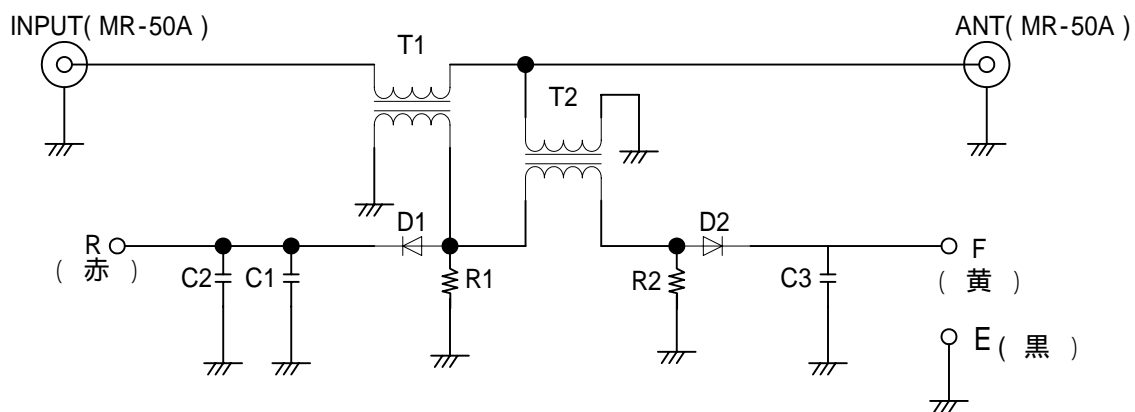 INPUT( MR-50A )
ANT( MR-50A )
T1
T2
D1
D2
R
( 赤 )
C2
C1
R1
R2
C3
F
( 黄 )
E ( 黒 )